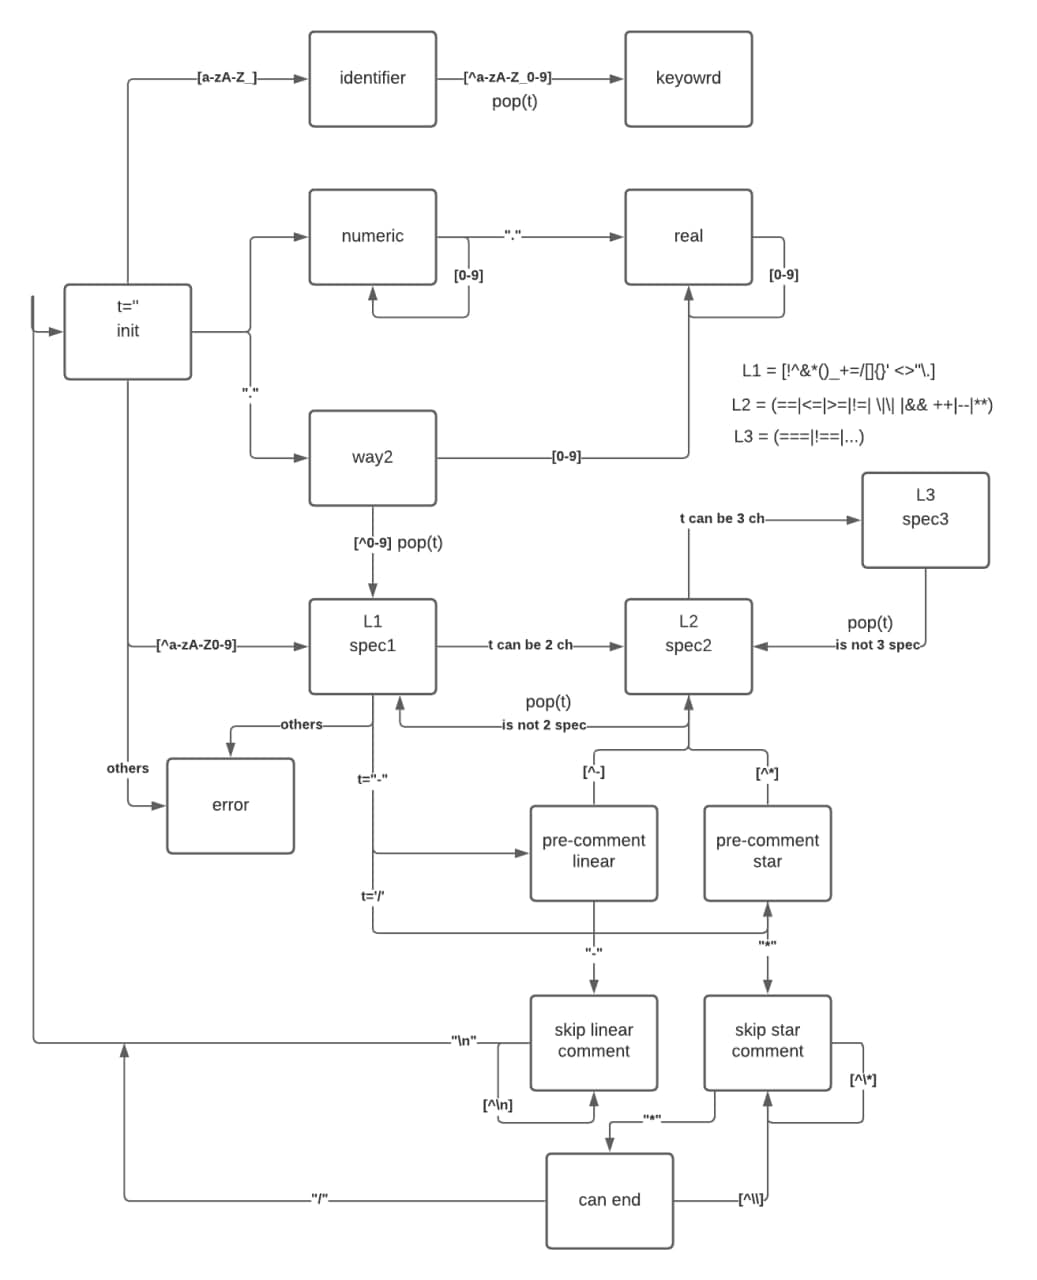 [a-zA-Z_]
identifier
[^a-zA-Z_0-9]
pop(t)
keyowrd
numeric
"."
real
[0-9]
[0-9]
t=''
init
"."
L1 = [!^&*()_+=/[]{}' <>"\.]
L2 = (==|<=|>=|!=| \|\| |&& ++|--|**)
L3 = (===|!==|...)
way2
[0-9]
L3
spec3
t can be 3 ch
[^0-9] pop(t)
L1
spec1
L2
spec2
pop(t)
is not 3 spec
[^a-zA-Z0-9]
t can be 2 ch
pop(t)
is not 2 spec
others
others
error
t="-"
[^-]
[^*]
pre-comment
linear
pre-comment
star
t='/'
"-"
"*"
skip linear
comment
skip star
comment
"\n"
[^\n]
[^\*]
"*"
can end
"/"
[^\\]